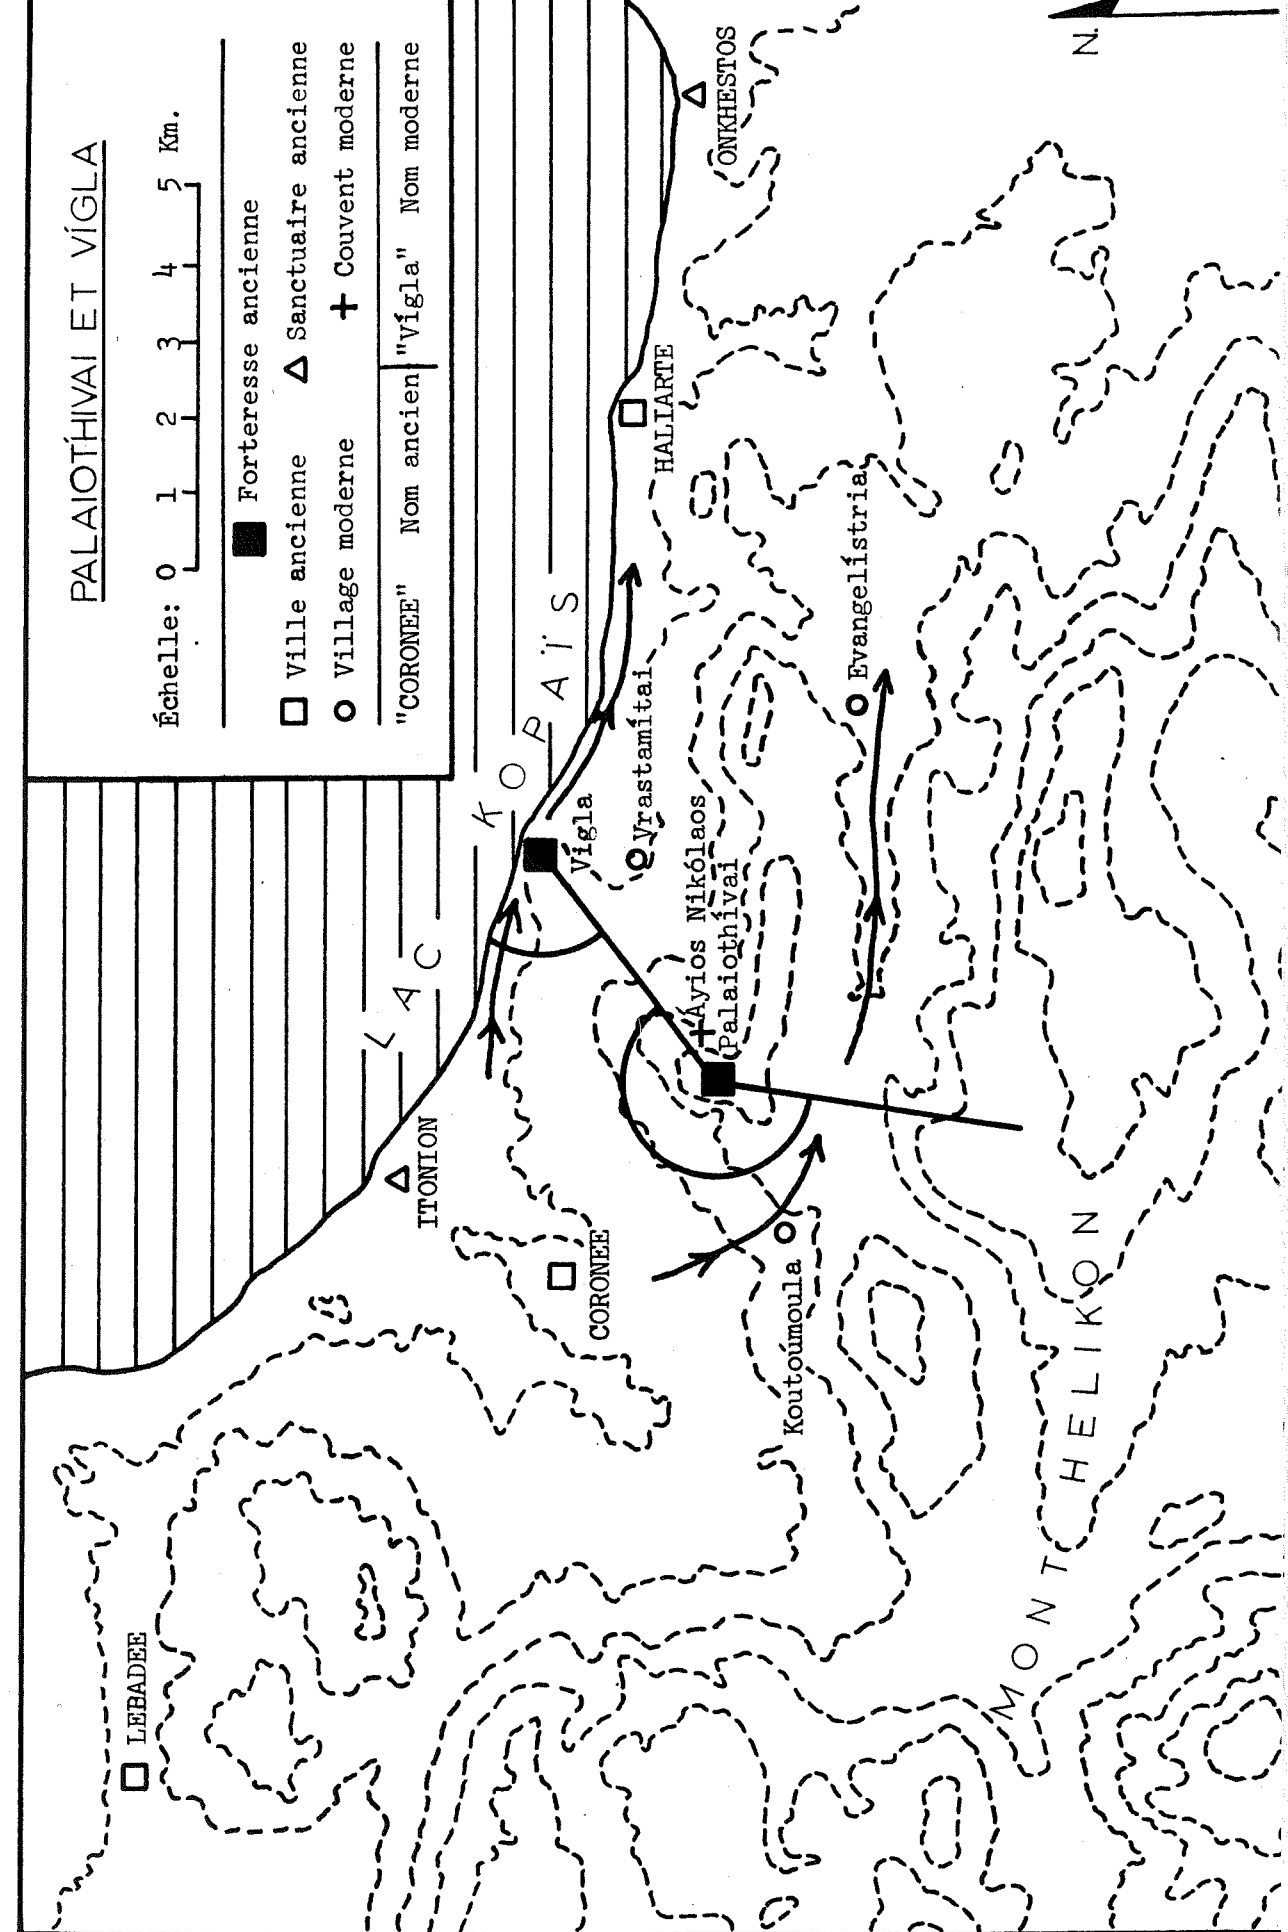 PALAIOTHÍVAI ET VÍGLA
Échelle: 0 1 2 3 4 5 Km.
Forteresse ancienne
Ville ancienne Sanctuaire ancienne
Village moderne Couvent moderne
"CORONEE" Nom ancien "Vígla" Nom moderne
LAC KOPAÏS
LEBADEE
ITONION
CORONEE
Vígla
Vrastamítai
HALIARTE
ONKHESTOS
Áyios Nikólaos
Palaiothívai
Koutoúmoula
Evangelístria
MONT HELIKON
N.